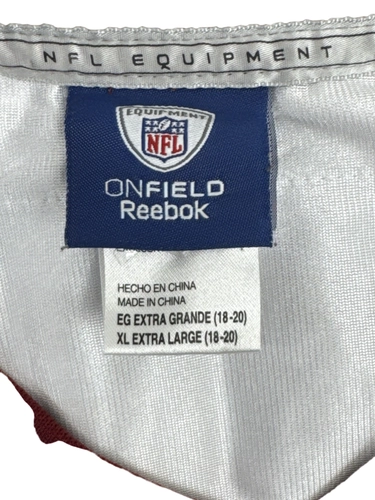 NFL EQUIPMENT
EQUIPMENT
NFL
ONFIELD
Reebok
HECHO EN CHINA
MADE IN CHINA
EG EXTRA GRANDE (18-20)
XL EXTRA LARGE (18-20)